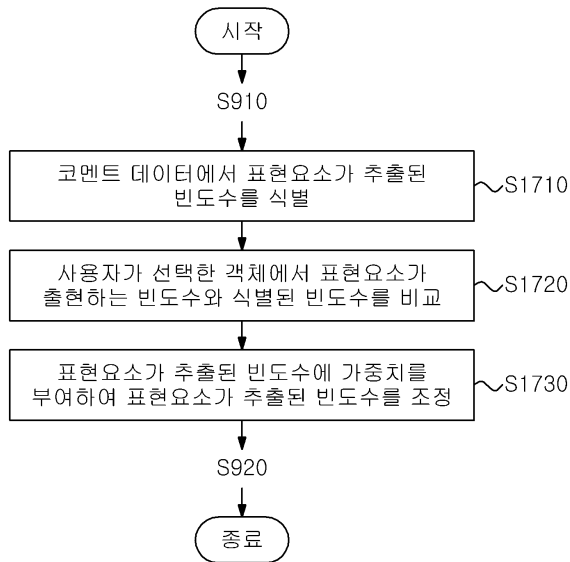 시작
S910
코멘트 데이터에서 표현요소가 추출된
빈도수를 식별
S1710
사용자가 선택한 객체에서 표현요소가
출현하는 빈도수와 식별된 빈도수를 비교
S1720
표현요소가 추출된 빈도수에 가중치를
부여하여 표현요소가 추출된 빈도수를 조정
S1730
S920
종료